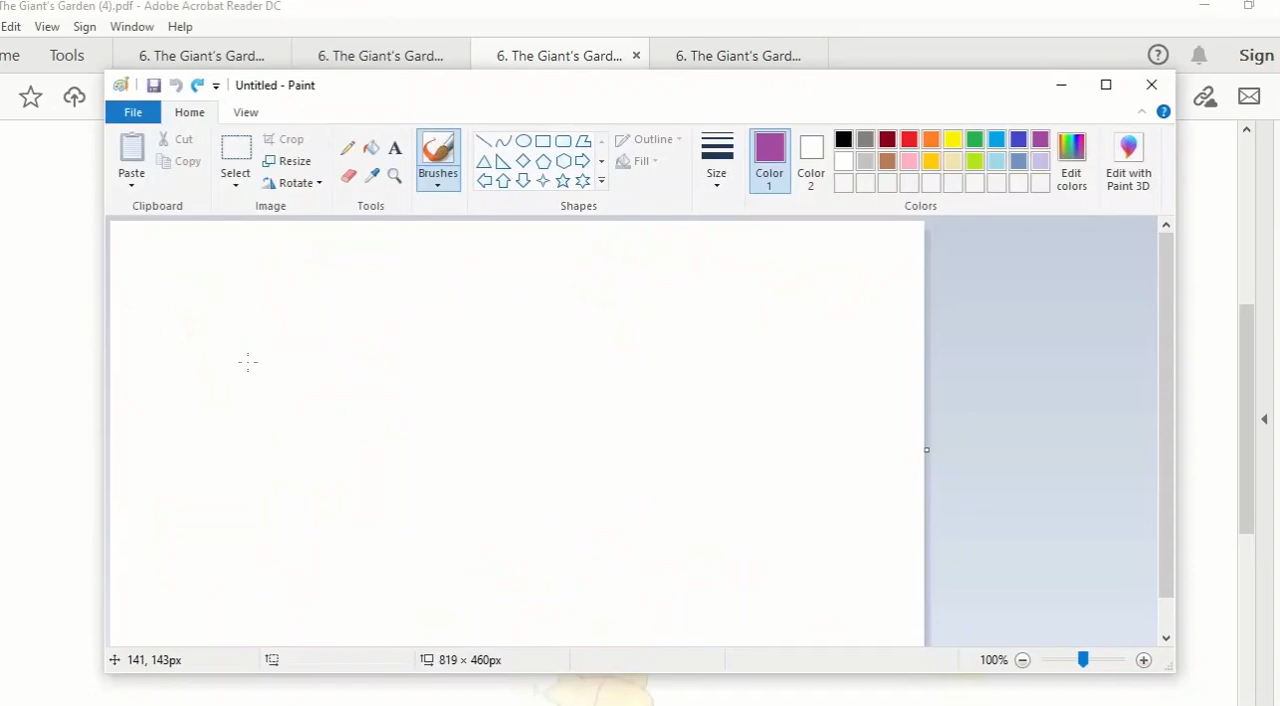 The Giant's Garden (4).pdf - Adobe Acrobat Reader DC
Edit View Sign Window Help
me Tools 6. The Giant's Gard... 6. The Giant's Gard... 6. The Giant's Gard... × 6. The Giant's Gard... Sign
Untitled - Paint
File Home View
Paste Cut Copy
Clipboard
Select Crop Resize Rotate
Image
A
Tools
Brushes
Shapes
Outline
Fill
Size
Color 1
Color 2
Edit colors
Colors
Edit with Paint 3D
141, 143px 819 × 460px 100%